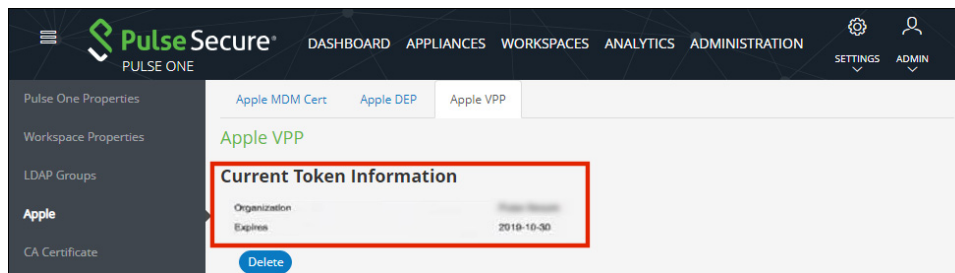 Pulse Secure®
PULSE ONE
DASHBOARD APPLIANCES WORKSPACES ANALYTICS ADMINISTRATION
SETTINGS ADMIN
Pulse One Properties
Workspace Properties
LDAP Groups
Apple
CA Certificate
Apple MDM Cert Apple DEP Apple VPP
Apple VPP
Current Token Information
Organization
Expires 2019-10-30
Delete